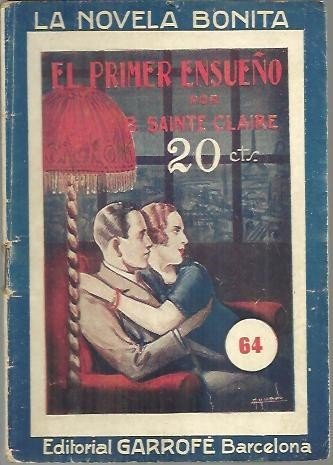 LA NOVELA BONITA
EL PRIMER ENSUEÑO
POR
SAINTE-CLAIRE
20 cts.
64
Editorial GARROFÉ Barcelona